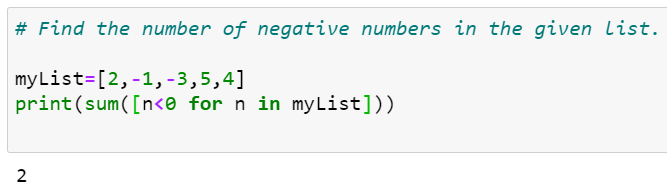 # Find the number of negative numbers in the given list.
myList=[2,-1,-3,5,4]
print(sum([n<0 for n in myList]))
2